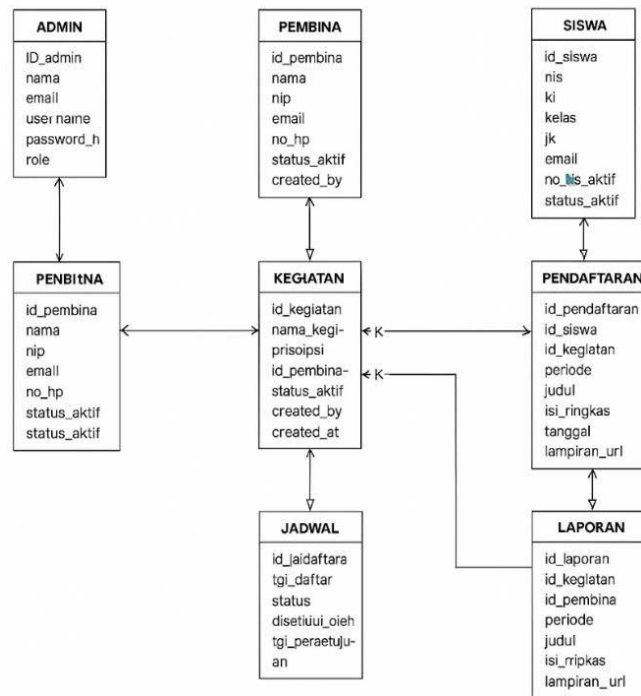 ADMIN
ID_admin
nama
email
username
password_h
role
PEMBINA
id_pembina
nama
nip
email
no_hp
status_aktif
created_by
SISWA
id_siswa
nis
ki
kelas
jk
email
status_aktif
PENBItNA
id_pembina
nama
nip
emall
no_hp
status_aktif
status_aktif
KEGIATAN
id_kegiatan
nama_kegi-
prisoipsi
id_pembina-
status_aktif
created_by
created_at
K
K
PENDAFTARAN
id_pendaftaran
id_siswa
id_keglatan
periode
judul
isi_ringkas
tanggal
lampiran_url
JADWAL
id_jaidaftara
tgi_daftar
status
disetiuui_oieh
tgi_peraetuju-
an
LAPORAN
id_laporan
id_keglatan
id_pembina
periode
judul
isi_rripkas
lampiran_url